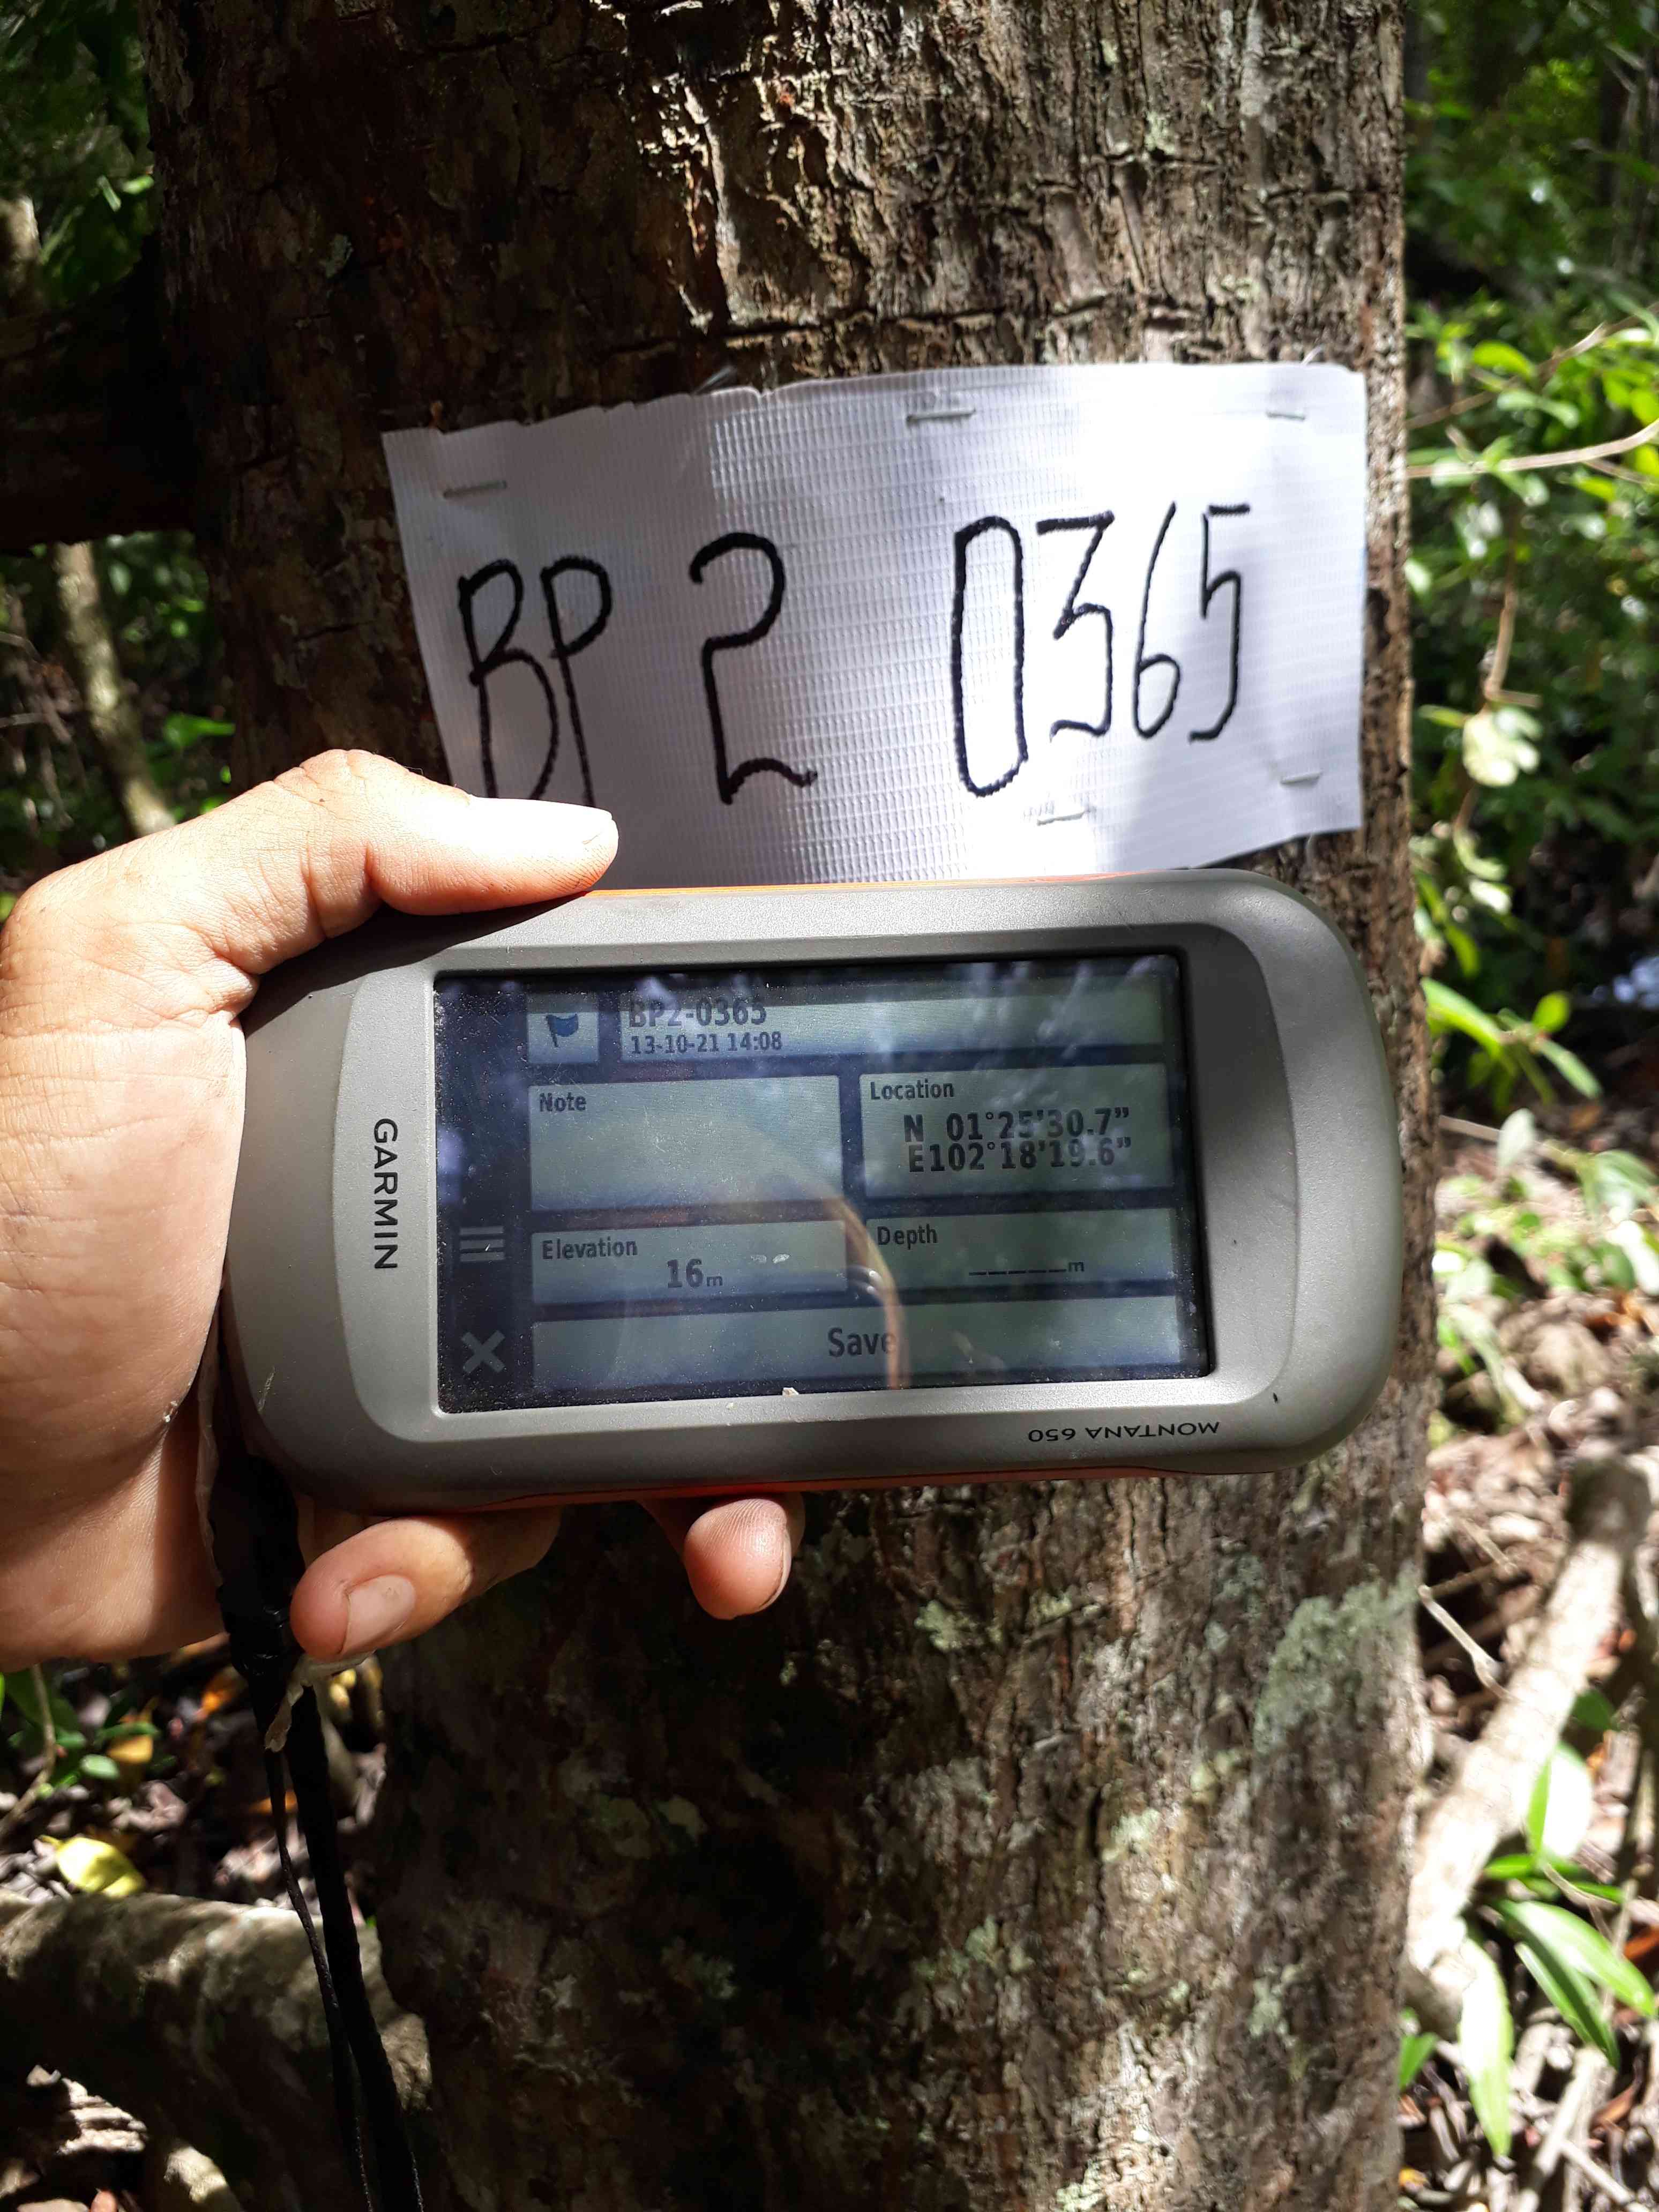 BP 2 0365
GARMIN
BP2-0365
13-10-21 14:08
Note
Location
N 01°25'30.7"
E102°18'19.6"
Elevation
16m
Depth
_____m
Save
MONTANA 650